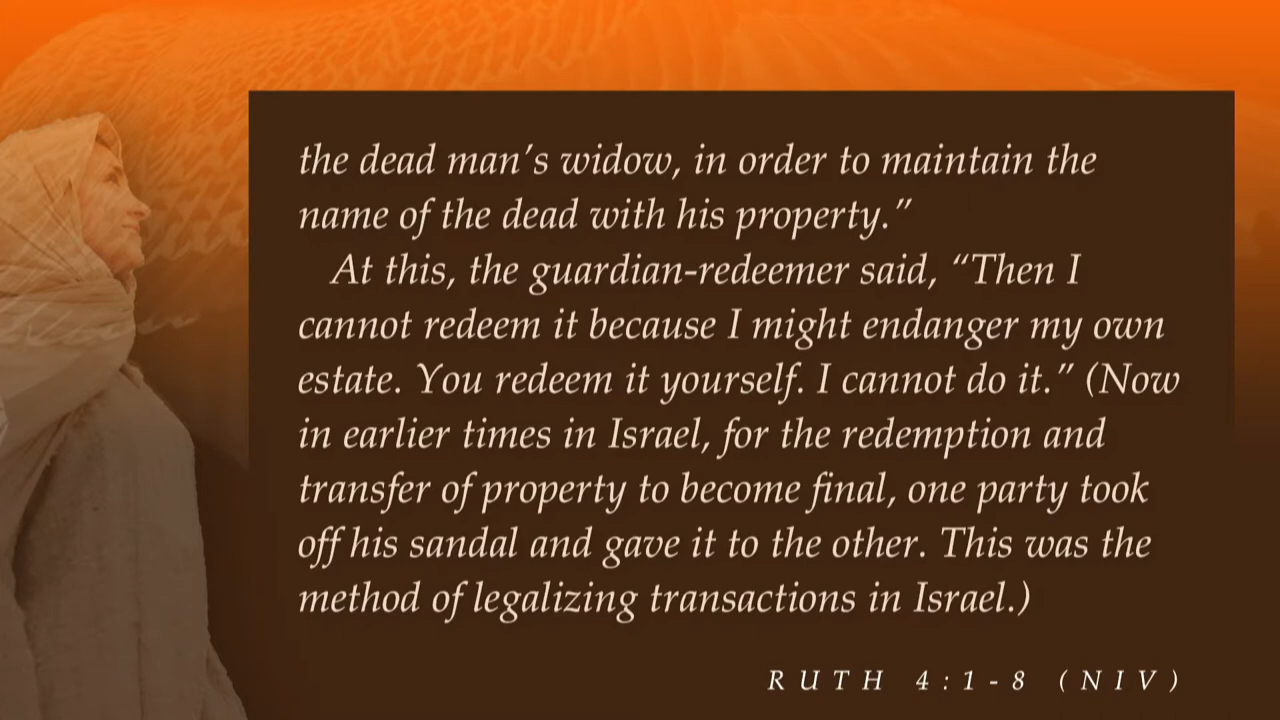 the dead man’s widow, in order to maintain the
name of the dead with his property.”
At this, the guardian-redeemer said, “Then I
cannot redeem it because I might endanger my own
estate. You redeem it yourself. I cannot do it.” (Now
in earlier times in Israel, for the redemption and
transfer of property to become final, one party took
off his sandal and gave it to the other. This was the
method of legalizing transactions in Israel.)
RUTH 4:1-8 (NIV)